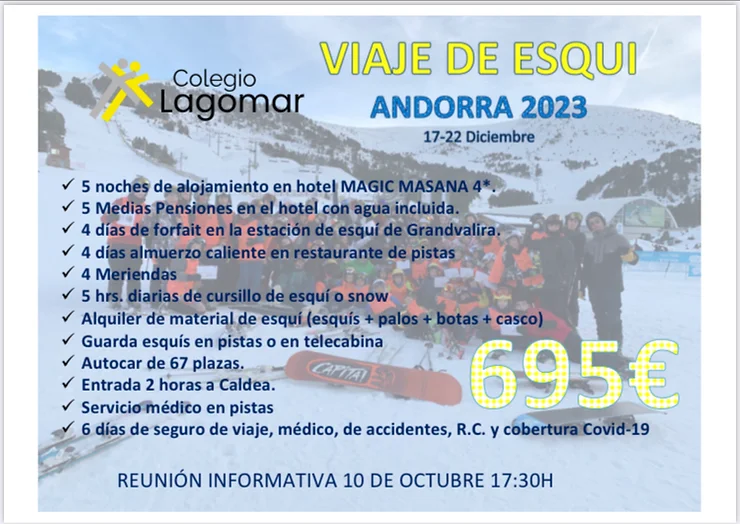 Colegio
Lagomar
VIAJE DE ESQUI
ANDORRA 2023
17-22 Diciembre
✓ 5 noches de alojamiento en hotel MAGIC MASANA 4*.
✓ 5 Medias Pensiones en el hotel con agua incluida.
✓ 4 días de forfait en la estación de esquí de Grandvalira.
✓ 4 días almuerzo caliente en restaurante de pistas
✓ 4 Meriendas
✓ 5 hrs. diarias de cursillo de esquí o snow
✓ Alquiler de material de esquí (esquís + palos + botas + casco)
✓ Guarda esquís en pistas o en telecabina
✓ Autocar de 67 plazas.
✓ Entrada 2 horas a Caldea.
✓ Servicio médico en pistas
✓ 6 días de seguro de viaje, médico, de accidentes, R.C. y cobertura Covid-19
695€
CAPITA
REUNIÓN INFORMATIVA 10 DE OCTUBRE 17:30H